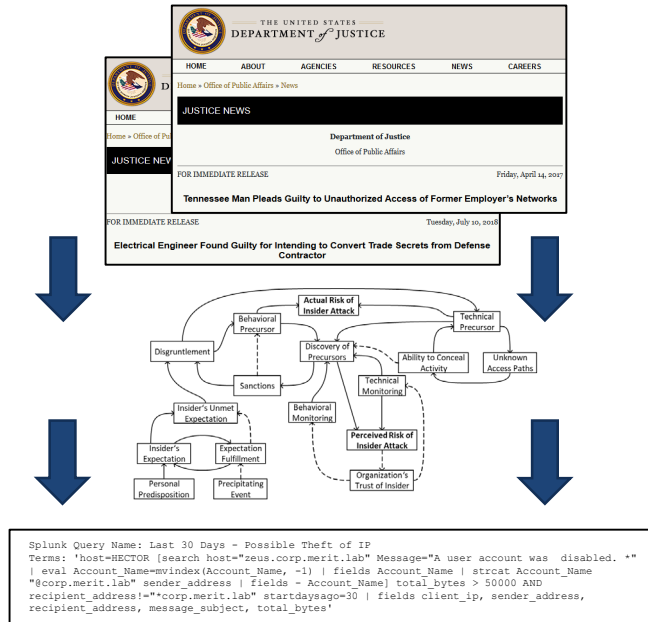 THE UNITED STATES
DEPARTMENT of JUSTICE
HOME ABOUT AGENCIES RESOURCES NEWS CAREERS
Home » Office of Public Affairs » News
JUSTICE NEWS
Department of Justice
Office of Public Affairs
FOR IMMEDIATE RELEASE Friday, April 14, 2017
Tennessee Man Pleads Guilty to Unauthorized Access of Former Employer's Networks
D
HOME
Home » Office of Pu
JUSTICE NEW
FOR IMMEDIATE RELEASE Tuesday, July 10, 2018
Electrical Engineer Found Guilty for Intending to Convert Trade Secrets from Defense
Contractor
Actual Risk of
Insider Attack
Behavioral
Precursor
Technical
Precursor
Disgruntlement
Discovery of
Precursors
Ability to Conceal
Activity
Unknown
Access Paths
Sanctions
Technical
Monitoring
Insider's Unmet
Expectation
Behavioral
Monitoring
Perceived Risk of
Insider Attack
Insider's
Expectation
Expectation
Fulfillment
Organization's
Trust of Insider
Personal
Predisposition
Precipitating
Event
Splunk Query Name: Last 30 Days - Possible Theft of IP
Terms: 'host=HECTOR [search host="zeus.corp.merit.lab" Message="A user account was disabled. *"
| eval Account_Name=mvindex(Account_Name, -1) | fields Account_Name | strcat Account_Name
"@corp.merit.lab" sender_address | fields - Account_Name] total_bytes > 50000 AND
recipient_address!="*corp.merit.lab" startdaysago=30 | fields client_ip, sender_address,
recipient_address, message_subject, total_bytes'